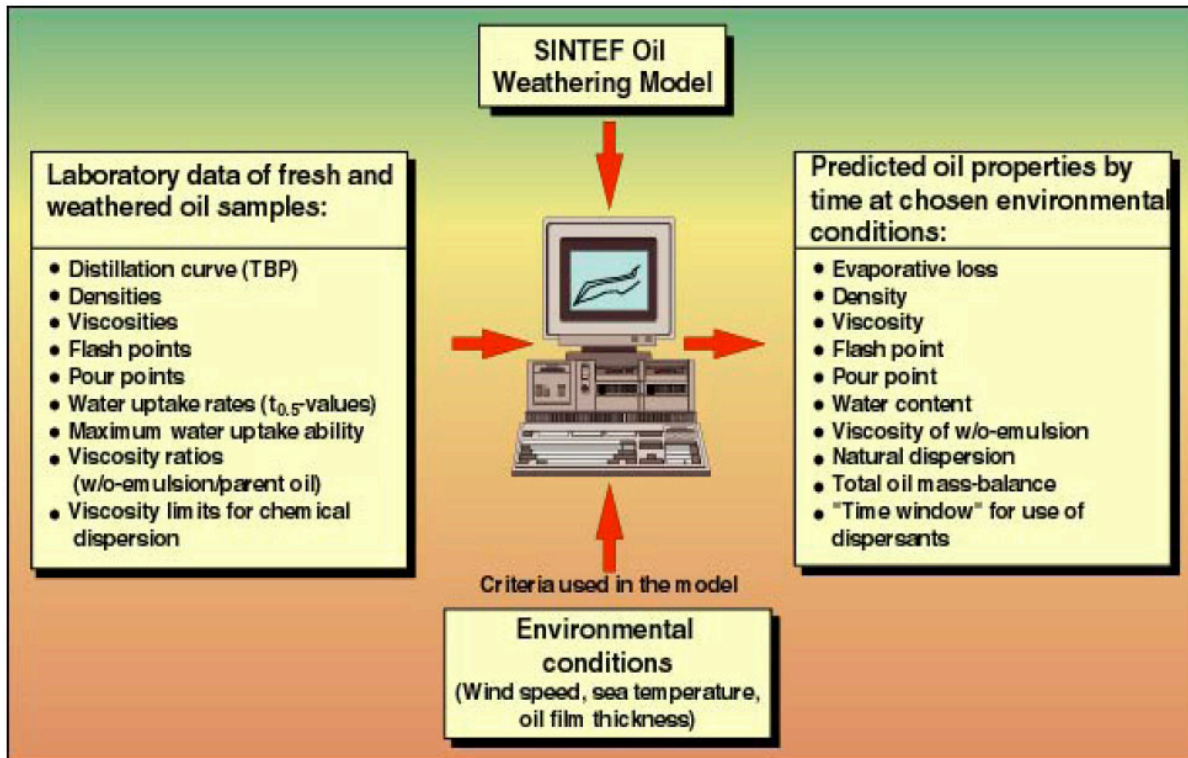 SINTEF Oil
Weathering Model
Laboratory data of fresh and
weathered oil samples:
• Distillation curve (TBP)
• Densities
• Viscosities
• Flash points
• Pour points
• Water uptake rates (t0.5-values)
• Maximum water uptake ability
• Viscosity ratios
(w/o-emulsion/parent oil)
• Viscosity limits for chemical
dispersion
Predicted oil properties by
time at chosen environmental
conditions:
• Evaporative loss
• Density
• Viscosity
• Flash point
• Pour point
• Water content
• Viscosity of w/o-emulsion
• Natural dispersion
• Total oil mass-balance
• "Time window" for use of
dispersants
Criteria used in the model
Environmental
conditions
(Wind speed, sea temperature,
oil film thickness)